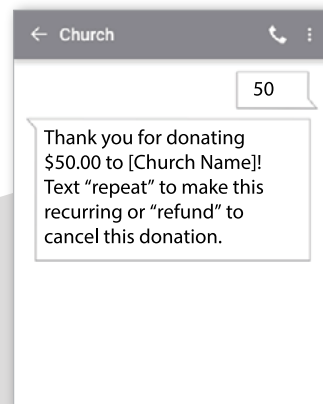 Church
50
Thank you for donating
$50.00 to [Church Name]!
Text “repeat” to make this
recurring or “refund” to
cancel this donation.